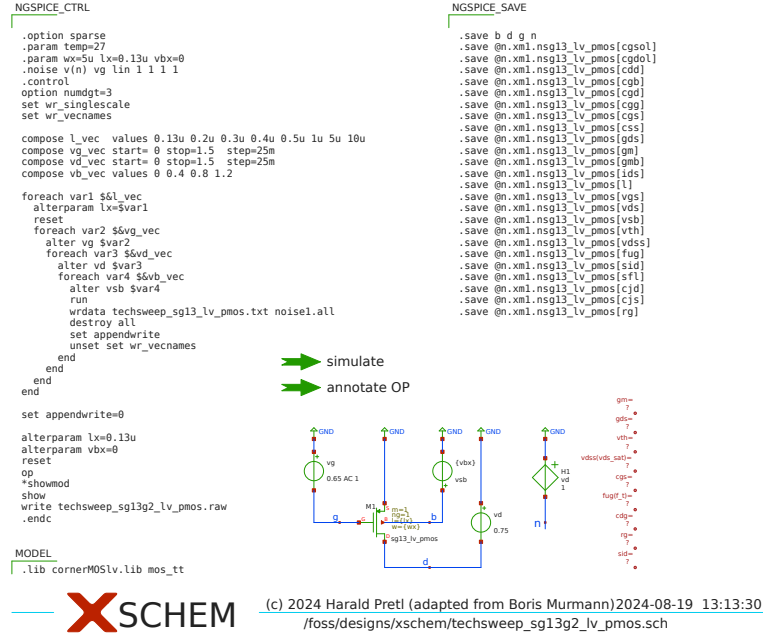 NGSPICE_CTRL
.option sparse
.param temp=27
.param wx=5u lx=0.13u vbx=0
.noise v(n) vg lin 1 1 1 1
.control
option numdgt=3
set wr_singlescale
set wr_vecnames
compose l_vec  values 0.13u 0.2u 0.3u 0.4u 0.5u 1u 5u 10u
compose vg_vec start= 0 stop=1.5  step=25m
compose vd_vec start= 0 stop=1.5  step=25m
compose vb_vec values 0 0.4 0.8 1.2
foreach var1 $&l_vec
  alterparam lx=$var1
  reset
  foreach var2 $&vg_vec
    alter vg $var2
    foreach var3 $&vd_vec
      alter vd $var3
      foreach var4 $&vb_vec
        alter vsb $var4
        run
        wrdata techsweep_sg13_lv_pmos.txt noise1.all
        destroy all
        set appendwrite
        unset set wr_vecnames
      end
    end
  end
end
set appendwrite=0
alterparam lx=0.13u
alterparam vbx=0
reset
op
*showmod
show
write techsweep_sg13g2_lv_pmos.raw
.endc
MODEL
.lib cornerMOSlv.lib mos_tt
NGSPICE_SAVE
.save b d g n
.save @n.xm1.nsg13_lv_pmos[cgsol]
.save @n.xm1.nsg13_lv_pmos[cgdol]
.save @n.xm1.nsg13_lv_pmos[cdd]
.save @n.xm1.nsg13_lv_pmos[cgb]
.save @n.xm1.nsg13_lv_pmos[cgd]
.save @n.xm1.nsg13_lv_pmos[cgg]
.save @n.xm1.nsg13_lv_pmos[cgs]
.save @n.xm1.nsg13_lv_pmos[css]
.save @n.xm1.nsg13_lv_pmos[gds]
.save @n.xm1.nsg13_lv_pmos[gm]
.save @n.xm1.nsg13_lv_pmos[gmb]
.save @n.xm1.nsg13_lv_pmos[ids]
.save @n.xm1.nsg13_lv_pmos[l]
.save @n.xm1.nsg13_lv_pmos[vgs]
.save @n.xm1.nsg13_lv_pmos[vds]
.save @n.xm1.nsg13_lv_pmos[vsb]
.save @n.xm1.nsg13_lv_pmos[vth]
.save @n.xm1.nsg13_lv_pmos[vdss]
.save @n.xm1.nsg13_lv_pmos[fug]
.save @n.xm1.nsg13_lv_pmos[sid]
.save @n.xm1.nsg13_lv_pmos[sfl]
.save @n.xm1.nsg13_lv_pmos[cjd]
.save @n.xm1.nsg13_lv_pmos[cjs]
.save @n.xm1.nsg13_lv_pmos[rg]
simulate
annotate OP
GND
GND
GND
GND
GND
vg
0.65 AC 1
{vbx}
vsb
H1
vd
1
M1
m=1
ng=1
l={lx}
w={wx}
sg13_lv_pmos
S
G
B
D
g
b
vd
0.75
d
n
gm=
?
gds=
?
vth=
?
vdss(vds_sat)=
?
cgs=
?
fug(f_t)=
?
cdg=
?
rg=
?
sid=
?
XSCHEM
(c) 2024 Harald Pretl (adapted from Boris Murmann)
2024-08-19  13:13:30
/foss/designs/xschem/techsweep_sg13g2_lv_pmos.sch